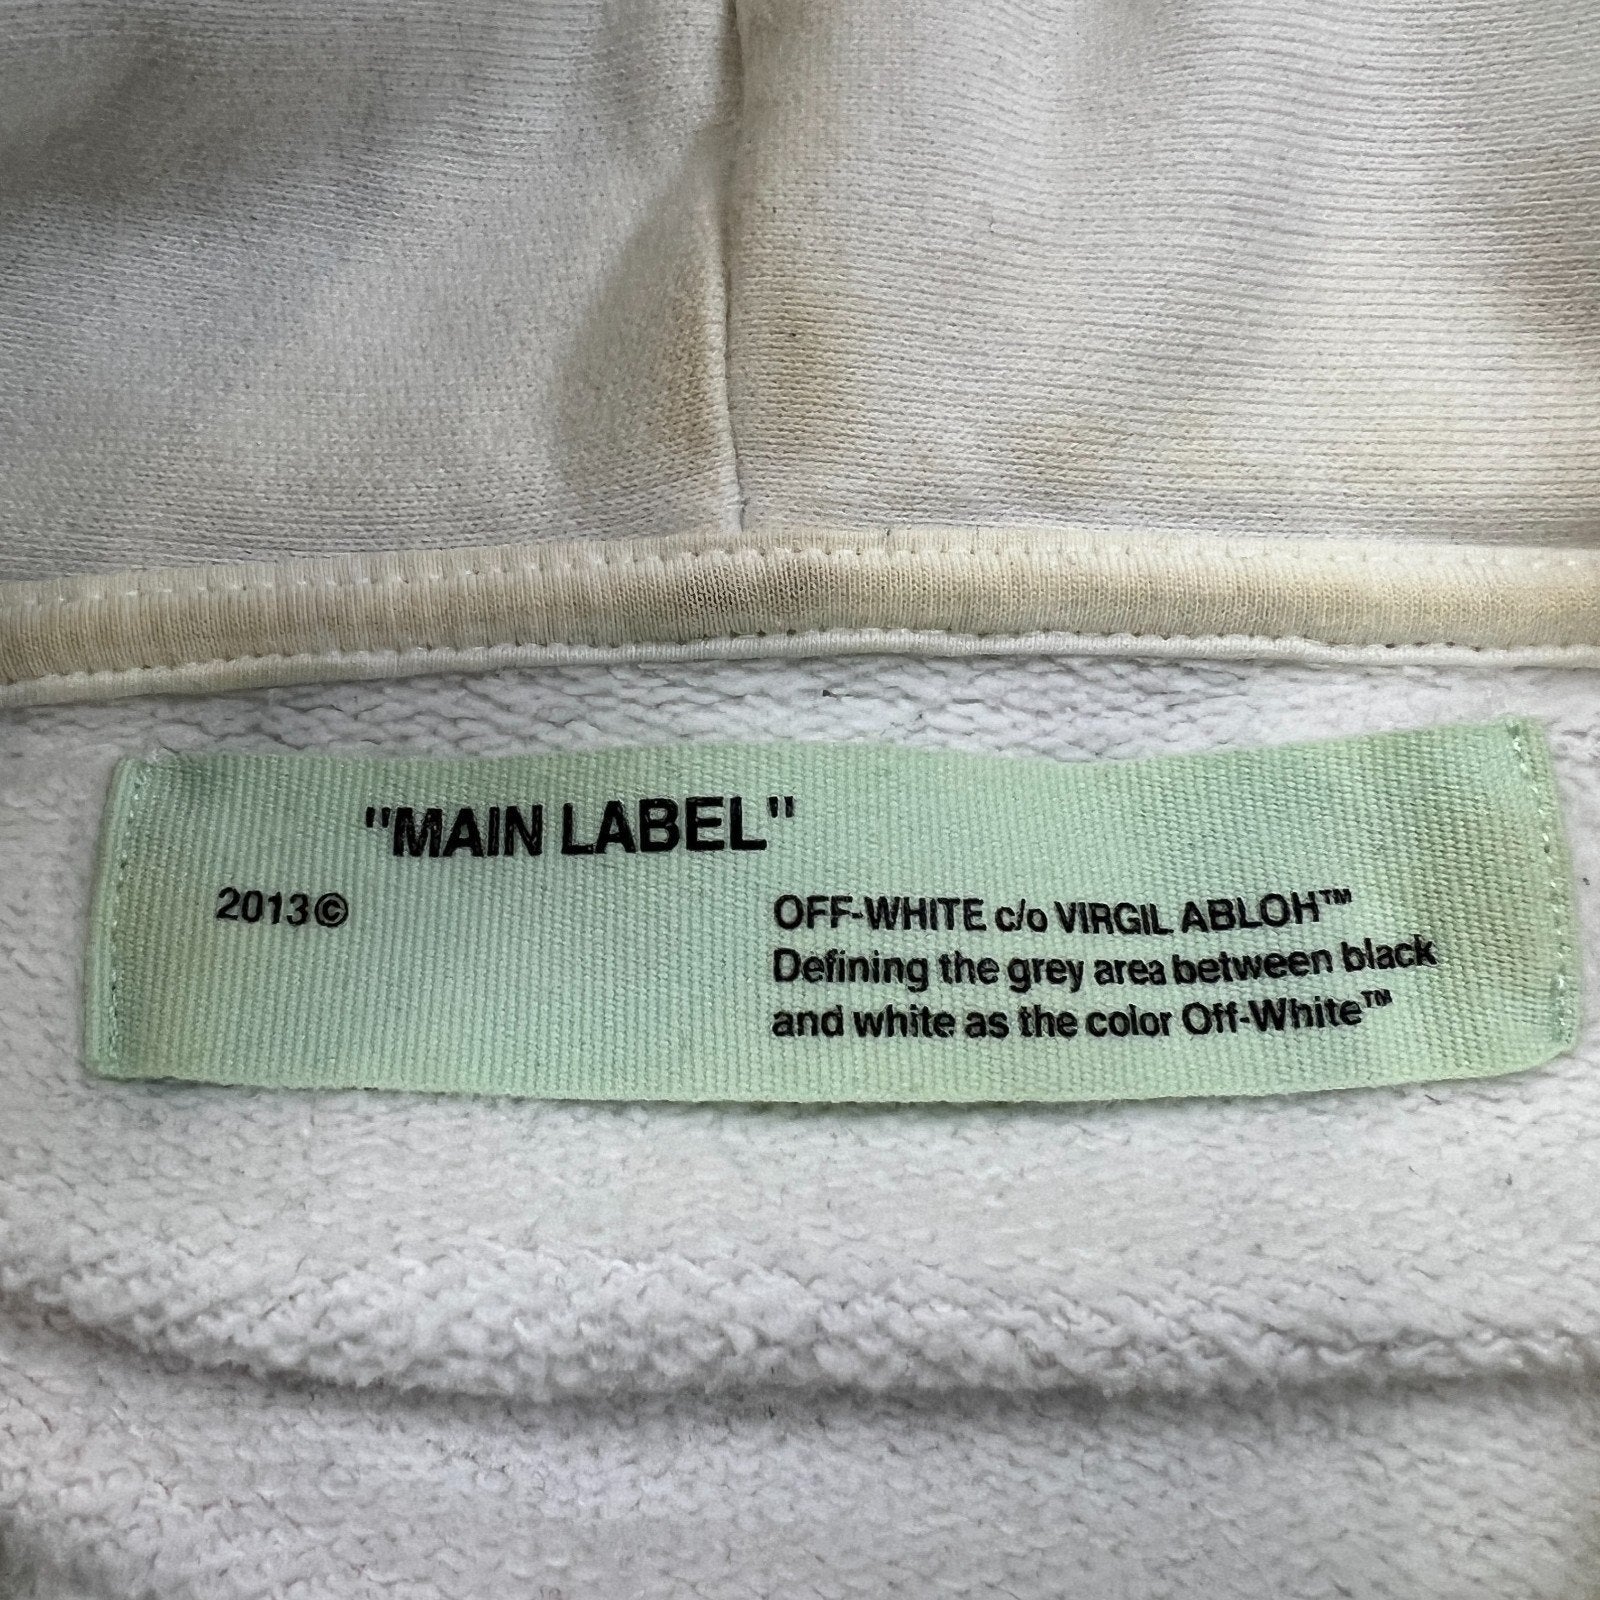 "MAIN LABEL"
2013©
OFF-WHITE c/o VIRGIL ABLOH™
Defining the grey area between black
and white as the color Off-White™